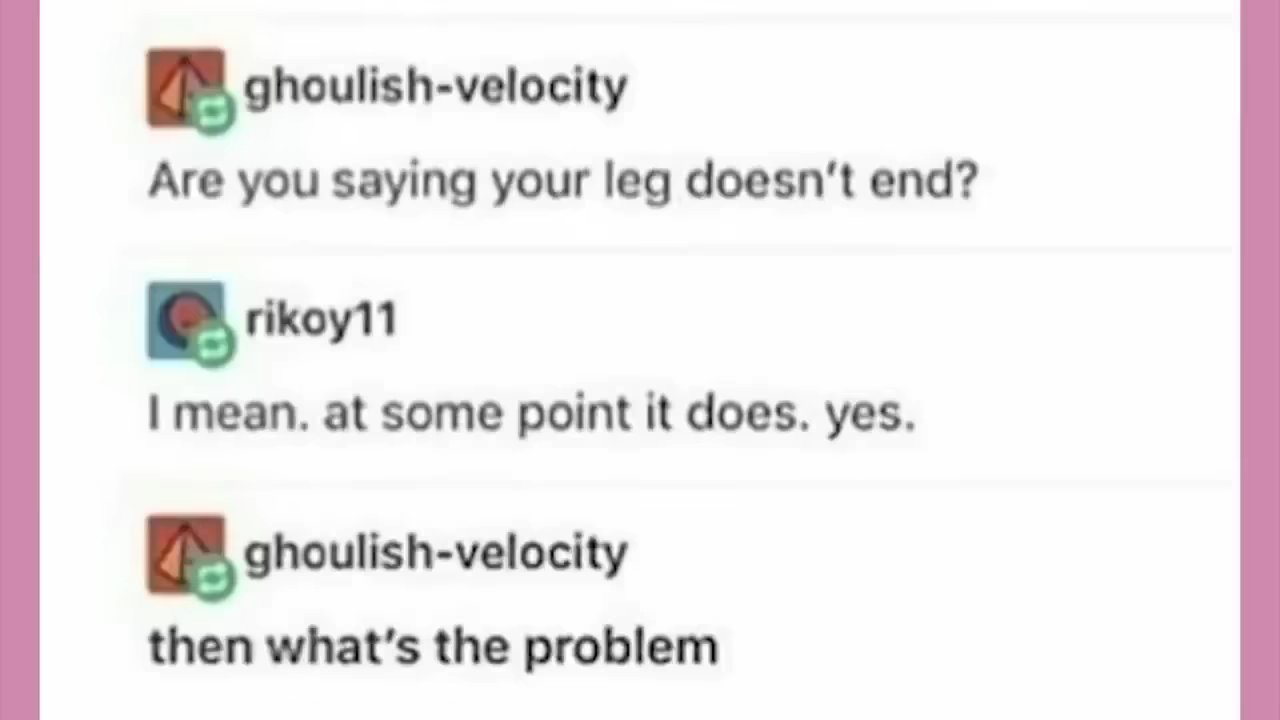 ghoulish-velocity
Are you saying your leg doesn’t end?
rikoy11
I mean. at some point it does. yes.
ghoulish-velocity
then what’s the problem